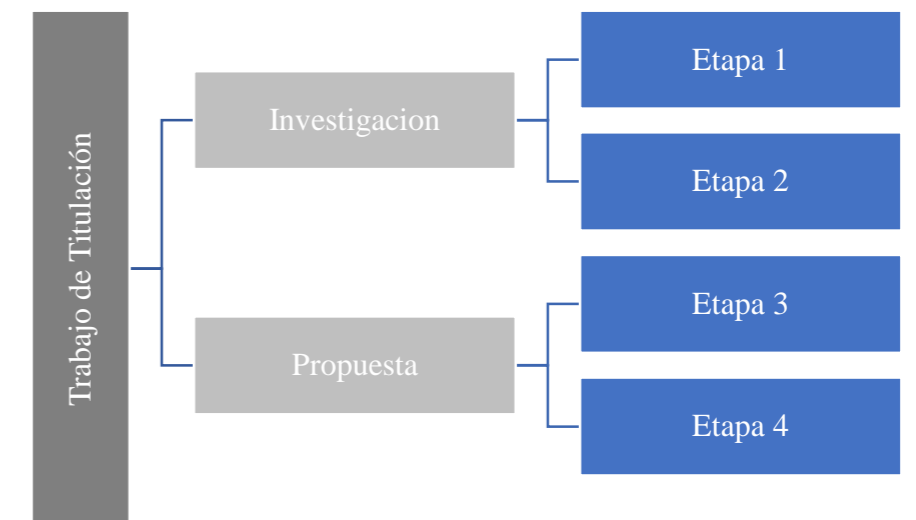 Trabajo de Titulación
Investigacion
Etapa 1
Etapa 2
Propuesta
Etapa 3
Etapa 4